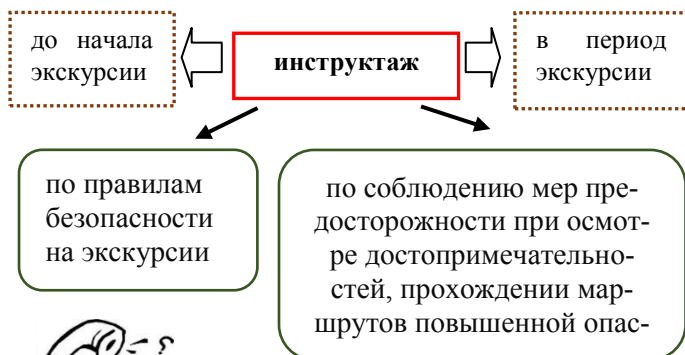 до начала
экскурсии
инструктаж
в период
экскурсии
по правилам
безопасности
на экскурсии
по соблюдению мер пре-
досторожности при осмот-
ре достопримечательно-
стей, прохождении мар-
шрутов повышенной опас-
?